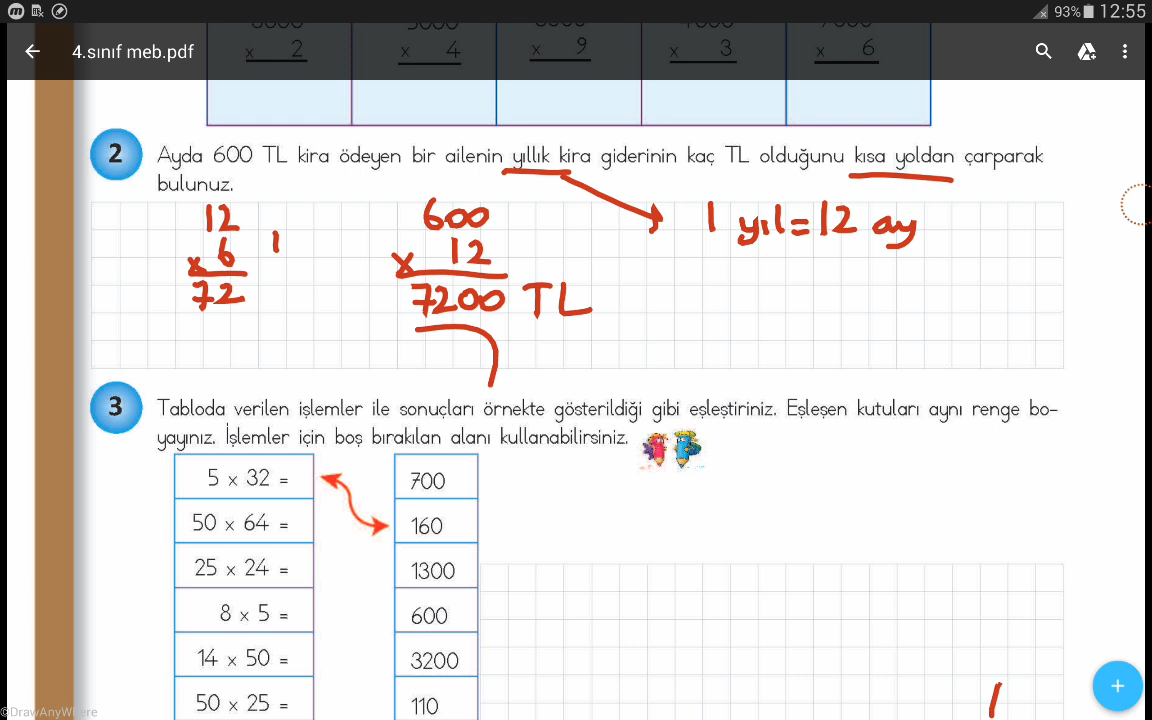 93% 12:55
4.sınıf meb.pdf
x 2
x 4
x 9
x 3
x 6
2
Ayda 600 TL kira ödeyen bir ailenin yıllık kira giderinin kaç TL olduğunu kısa yoldan çarparak
bulunuz.
12
x 6
72
1
600
x 12
7200 TL
1 yıl=12 ay
3
Tabloda verilen işlemler ile sonuçları örnekte gösterildiği gibi eşleştiriniz. Eşleşen kutuları aynı renge bo-
yayınız. İşlemler için boş bırakılan alanı kullanabilirsiniz.
5 x 32 =
50 x 64 =
25 x 24 =
8 x 5 =
14 x 50 =
50 x 25 =
700
160
1300
600
3200
110
©DrawAnyWhere